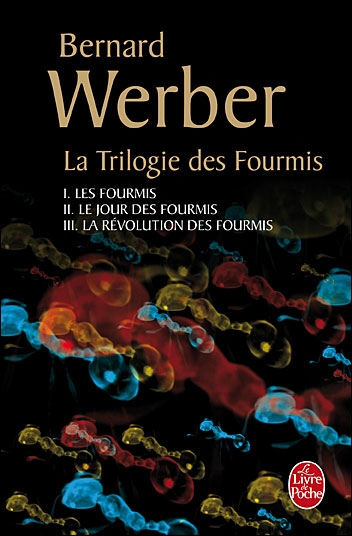 Bernard
Werber
La Trilogie des Fourmis
I. LES FOURMIS
II. LE JOUR DES FOURMIS
III. LA RÉVOLUTION DES FOURMIS
Le
Livre
de
Poche